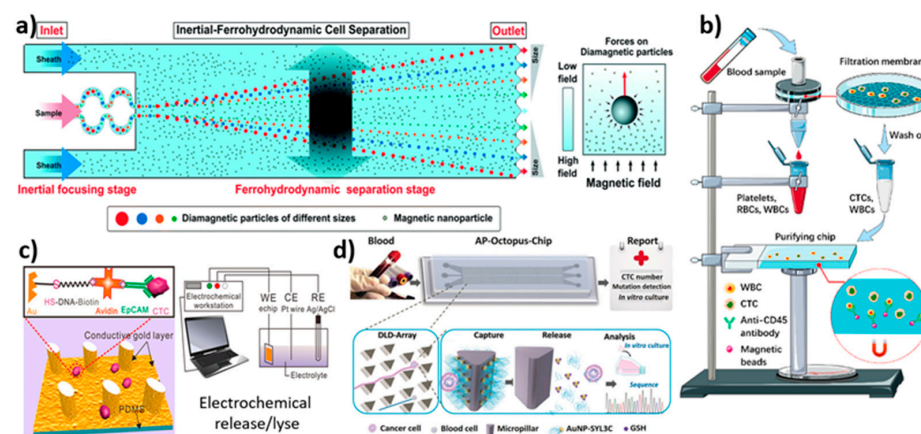 a)
Inlet
Inertial-Ferrohydrodynamic Cell Separation
Outlet
Sheath
Sample
Sheath
Size
Size
Inertial focusing stage
Ferrohydrodynamic separation stage
Diamagnetic particles of different sizes
Magnetic nanoparticle
Forces on
Diamagnetic particles
Low
field
High
field
Magnetic field
b)
Blood sample
Filtration membrane
Wash o
Platelets,
RBCs, WBCs
CTCs,
WBCs
Purifying chip
WBC
CTC
Anti-CD45
antibody
Magnetic
beads
c)
Au
HS-DNA-Biotin
Avidin
EpCAM
CTC
Conductive gold layer
PDMS
Electrochemical
workstation
WE
echip
CE
Pt wire
RE
Ag/AgCl
Electrolyte
Electrochemical
release/lyse
d)
Blood
AP-Octopus-Chip
Report
CTC number
Mutation detection
In vitro culture
DLD-Array
Capture
Release
Analysis
In vitro culture
Sequence
Cancer cell
Blood cell
Micropillar
AuNP-SYL3C
GSH